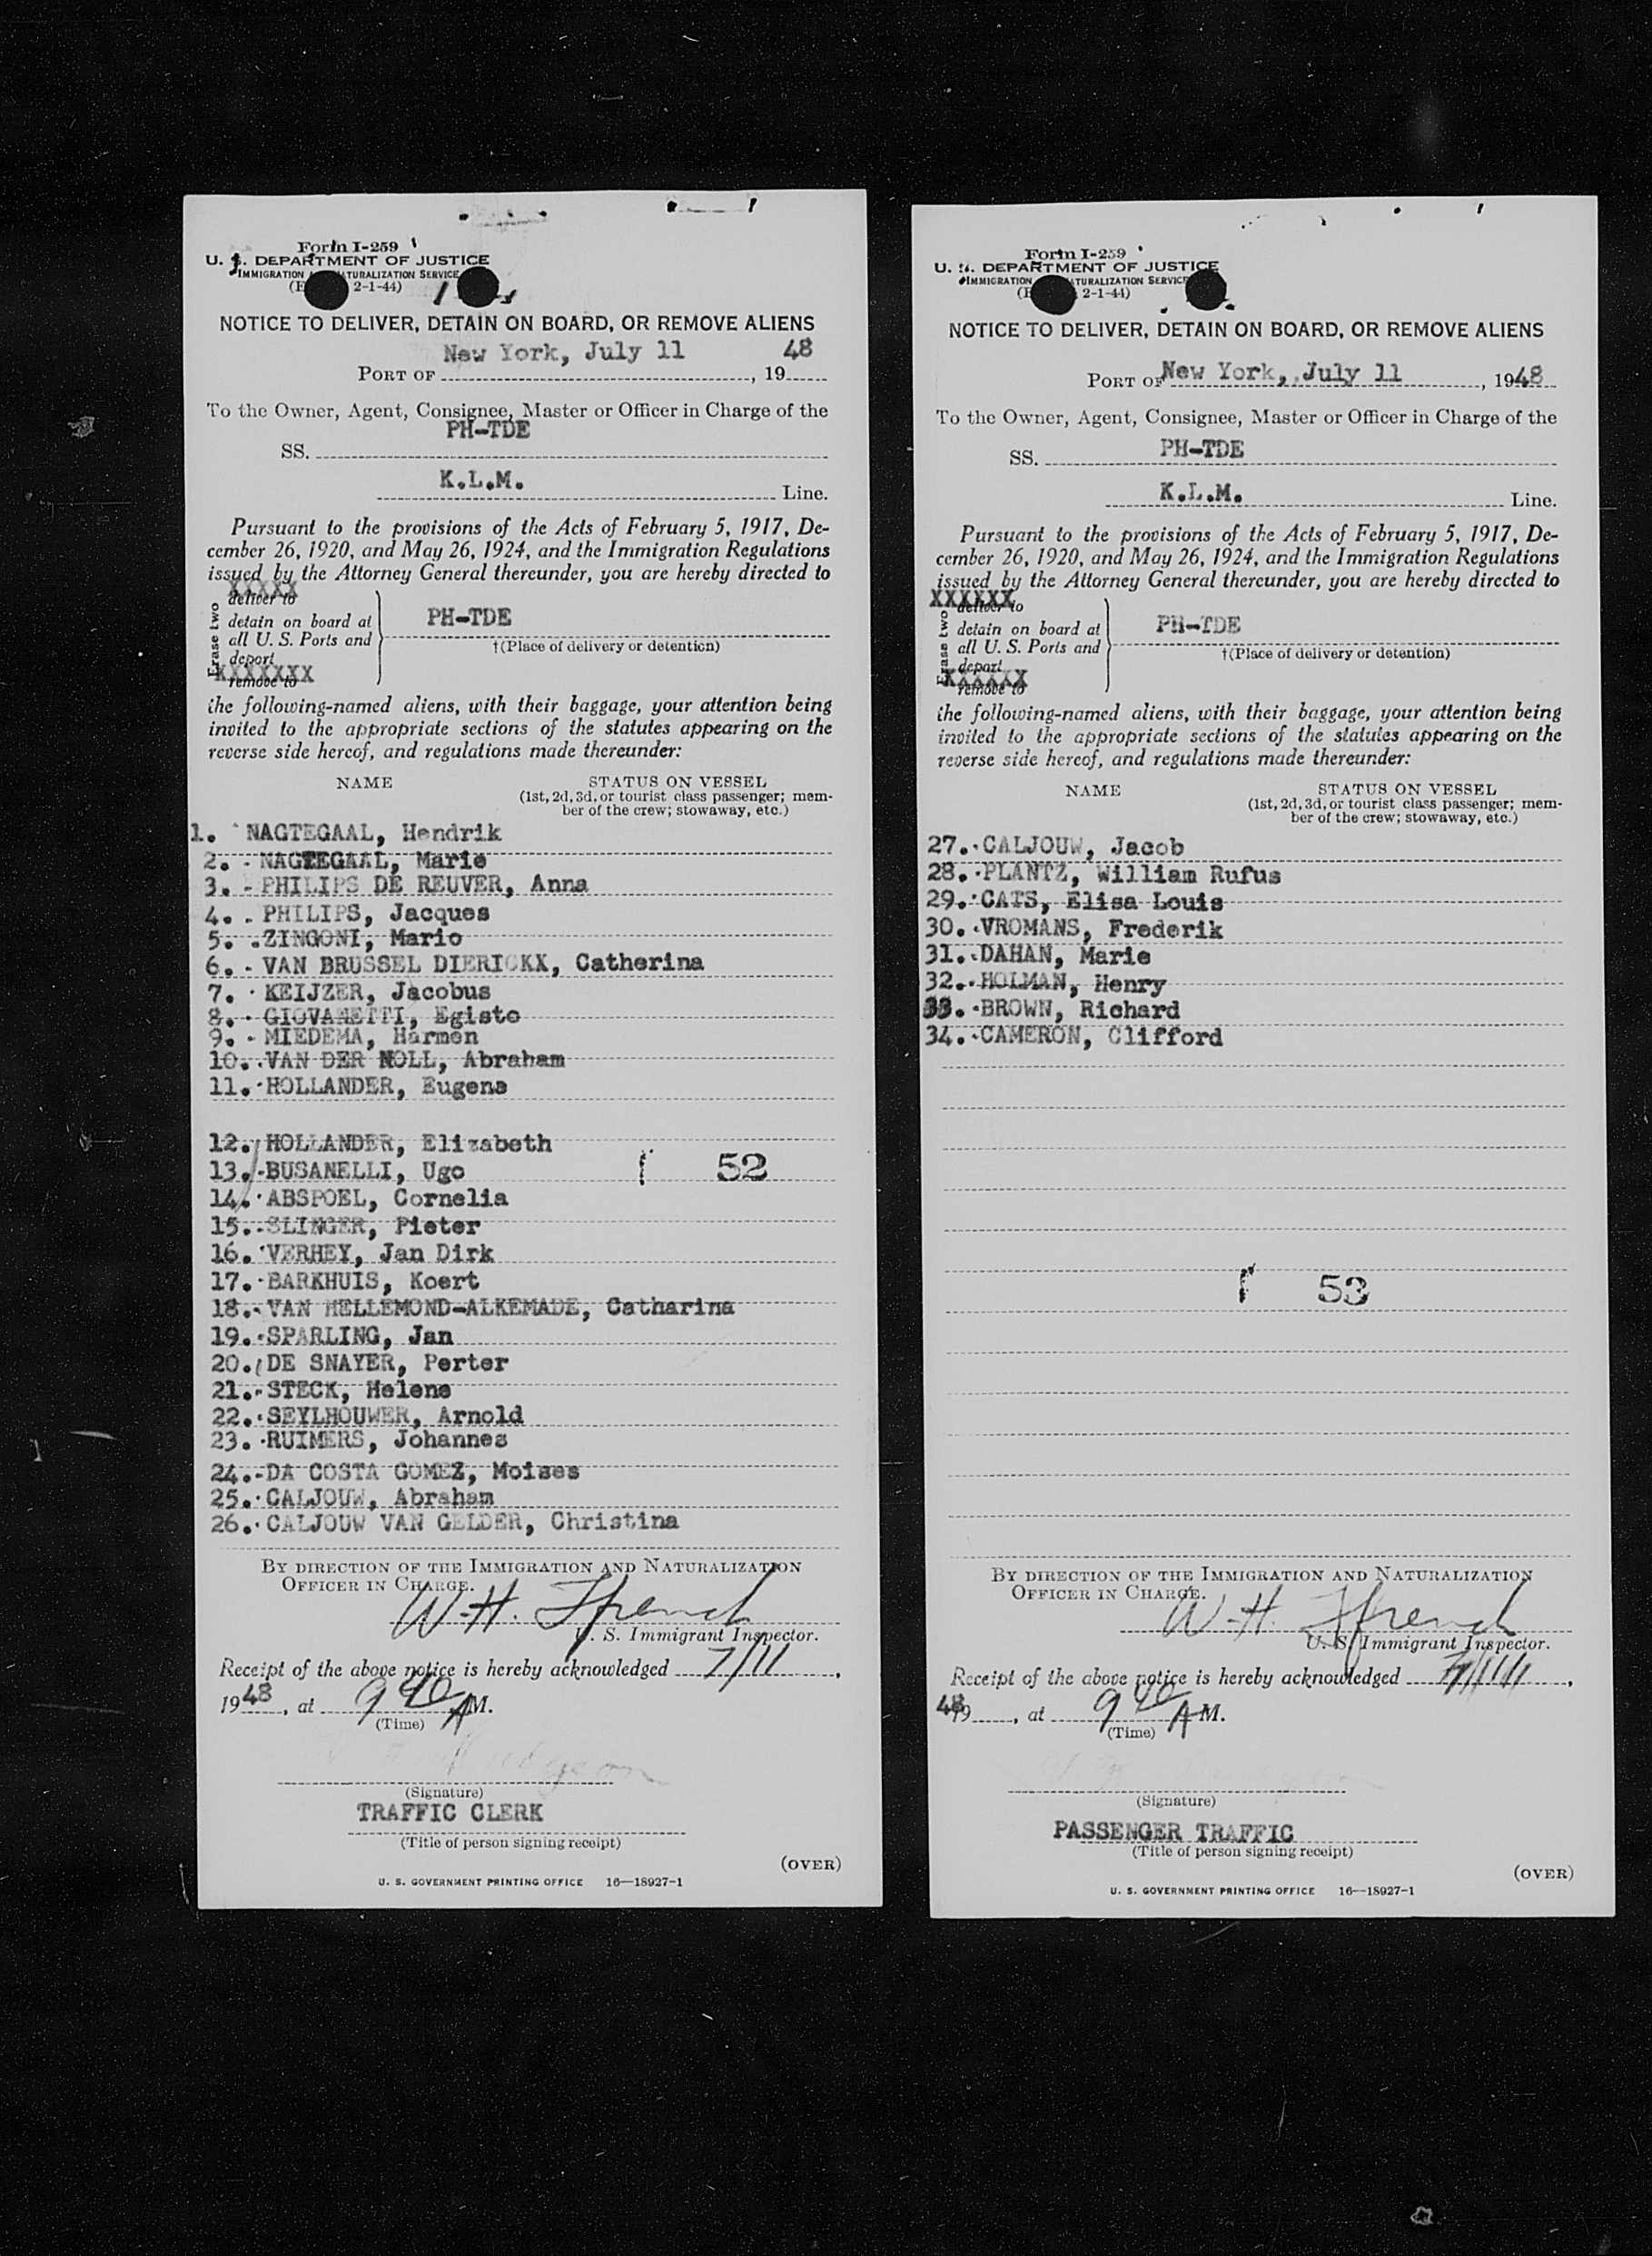 Form I-259
U. S. DEPARTMENT OF JUSTICE
IMMIGRATION NATURALIZATION SERVICE
2-1-44)
NOTICE TO DELIVER, DETAIN ON BOARD, OR REMOVE ALIENS
New York, July 11 48
PORT OF , 19
To the Owner, Agent, Consignee, Master or Officer in Charge of the
PH-TDE
SS.
K.L.M.
Line.
Pursuant to the provisions of the Acts of February 5, 1917, De-
cember 26, 1920, and May 26, 1924, and the Immigration Regulations
issued by the Attorney General thereunder, you are hereby directed to
XXXXX
deliver to
Erase two
detain on board at
all U. S. Ports and
deport
PH-TDE
†(Place of delivery or detention)
XXXXXXX
remove to
the following-named aliens, with their baggage, your attention being
invited to the appropriate sections of the statutes appearing on the
reverse side hereof, and regulations made thereunder:
NAME STATUS ON VESSEL
(1st, 2d, 3d, or tourist class passenger; mem-
ber of the crew; stowaway, etc.)
1. NAGTEGAAL, Hendrik
2. NAGTEGAAL, Marie
3. PHILIPS DE REUVER, Anna
4. PHILIPS, Jacques
5. ZINGONI, Mario
6. VAN BRUSSEL DIERICKX, Catherina
7. KEIJZER, Jacobus
8. GIOVANETTI, Egisto
9. MIEDEMA, Harmen
10. VAN DER NOLL, Abraham
11. HOLLANDER, Eugene
12. HOLLANDER, Elizabeth
13. BUSANELLI, Ugo
52
14. ABSPOEL, Cornelia
15. SLINGER, Pieter
16. VERHEY, Jan Dirk
17. BARKHUIS, Koert
18. VAN HELLEMOND-ALKEMADE, Catharina
19. SPARLING, Jan
20. DE SNAYER, Perter
21. STECK, Helene
22. SEYLHOUWER, Arnold
23. RUIMERS, Johannes
24. DA COSTA GOMEZ, Moises
25. CALJOUW, Abraham
26. CALJOUW VAN GELDER, Christina
BY DIRECTION OF THE IMMIGRATION AND NATURALIZATION
OFFICER IN CHARGE.
W. H. Ffrench
U. S. Immigrant Inspector.
Receipt of the above notice is hereby acknowledged 7/11,
1948, at 9 40 A M.
(Time)
(Signature)
TRAFFIC CLERK
(Title of person signing receipt)
(OVER)
U. S. GOVERNMENT PRINTING OFFICE 16—18927-1
Form I-259
U. S. DEPARTMENT OF JUSTICE
IMMIGRATION NATURALIZATION SERVICE
2-1-44)
NOTICE TO DELIVER, DETAIN ON BOARD, OR REMOVE ALIENS
PORT OF New York, July 11, 1948
To the Owner, Agent, Consignee, Master or Officer in Charge of the
SS. PH-TDE
K.L.M. Line.
Pursuant to the provisions of the Acts of February 5, 1917, De-
cember 26, 1920, and May 26, 1924, and the Immigration Regulations
issued by the Attorney General thereunder, you are hereby directed to
XXXXXX
deliver to
Erase two
detain on board at
all U. S. Ports and
deport
PH-TDE
†(Place of delivery or detention)
XXXXXX
remove to
the following-named aliens, with their baggage, your attention being
invited to the appropriate sections of the statutes appearing on the
reverse side hereof, and regulations made thereunder:
NAME STATUS ON VESSEL
(1st, 2d, 3d, or tourist class passenger; mem-
ber of the crew; stowaway, etc.)
27. CALJOUW, Jacob
28. PLANTZ, William Rufus
29. CATS, Elisa Louis
30. VROMANS, Frederik
31. DAHAN, Marie
32. HOLMAN, Henry
33. BROWN, Richard
34. CAMERON, Clifford
53
BY DIRECTION OF THE IMMIGRATION AND NATURALIZATION
OFFICER IN CHARGE.
W. H. Ffrench
U. S. Immigrant Inspector.
Receipt of the above notice is hereby acknowledged 7/11,
48
19 , at 9 40 A M.
(Time)
(Signature)
PASSENGER TRAFFIC
(Title of person signing receipt)
(OVER)
U. S. GOVERNMENT PRINTING OFFICE 16—18927-1